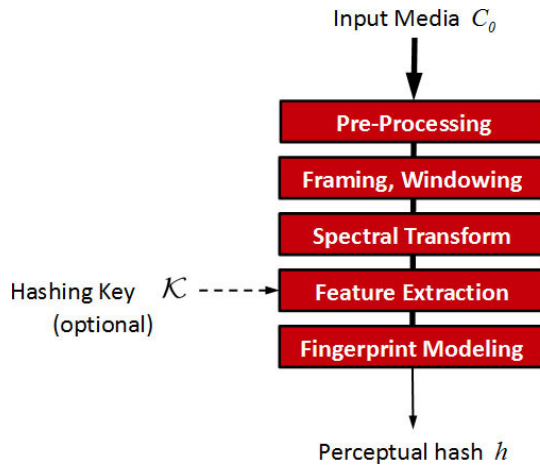 Input Media C₀
Pre-Processing
Framing, Windowing
Spectral Transform
Hashing Key 𝒦
(optional)
Feature Extraction
Fingerprint Modeling
Perceptual hash h